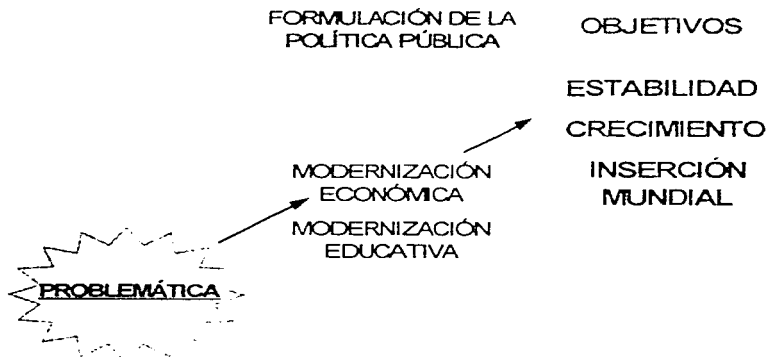 FORMULACIÓN DE LA
POLÍTICA PÚBLICA
OBJETIVOS
ESTABILIDAD
CRECIMIENTO
INSERCIÓN
MUNDIAL
MODERNIZACIÓN
ECONÓMICA
MODERNIZACIÓN
EDUCATIVA
PROBLEMÁTICA